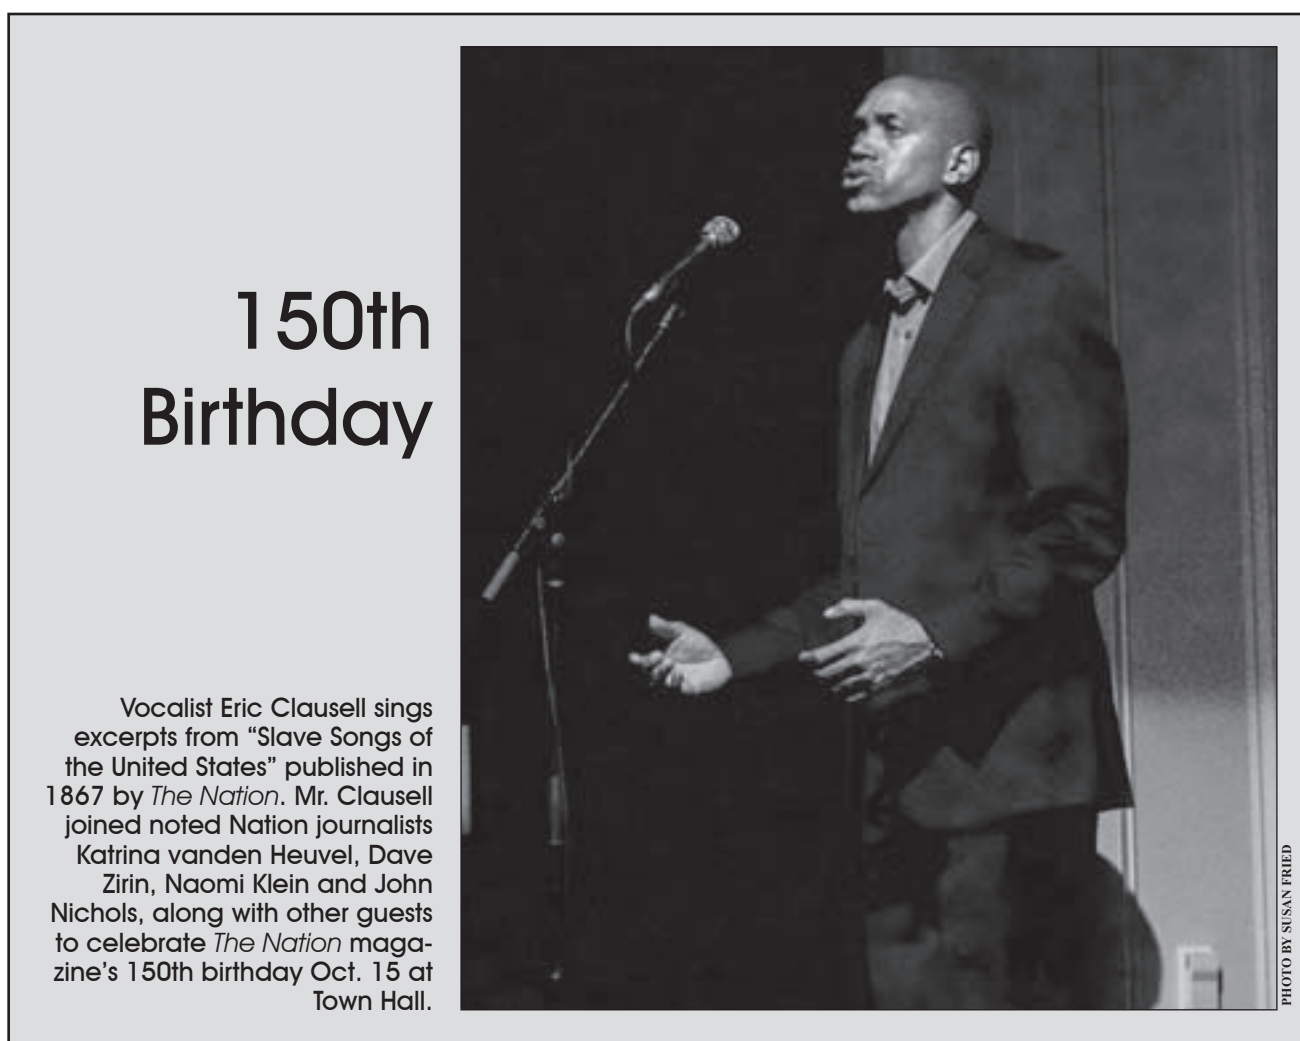 150th
Birthday
Vocalist Eric Clausell sings
excerpts from “Slave Songs of
the United States” published in
1867 by The Nation. Mr. Clausell
joined noted Nation journalists
Katrina vanden Heuvel, Dave
Zirin, Naomi Klein and John
Nichols, along with other guests
to celebrate The Nation maga-
zine’s 150th birthday Oct. 15 at
Town Hall.
PHOTO BY SUSAN FRIED